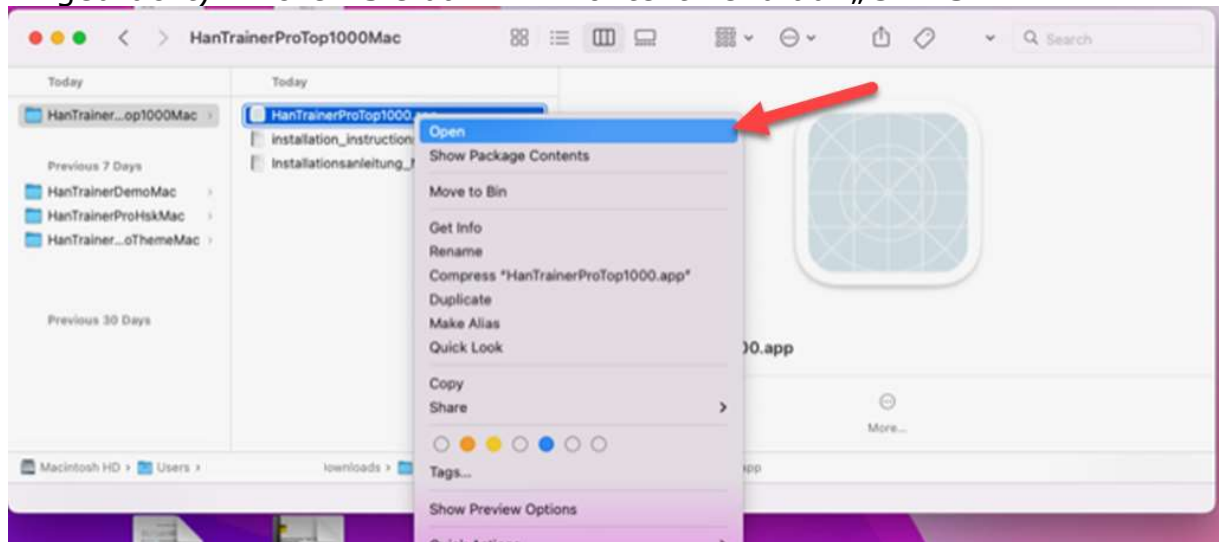 HanTrainerProTop1000Mac
Search
Today
Today
HanTrainer...op1000Mac
HanTrainerProTop1000.app
installation_instruction
Installationsanleitung_
Previous 7 Days
HanTrainerDemoMac
HanTrainerProHskMac
HanTrainer...oThemeMac
Previous 30 Days
Open
Show Package Contents
Move to Bin
Get Info
Rename
Compress "HanTrainerProTop1000.app"
Duplicate
Make Alias
Quick Look
Copy
Share
Tags...
Show Preview Options
00.app
More...
Macintosh HD › Users ›
ownloads ›
app